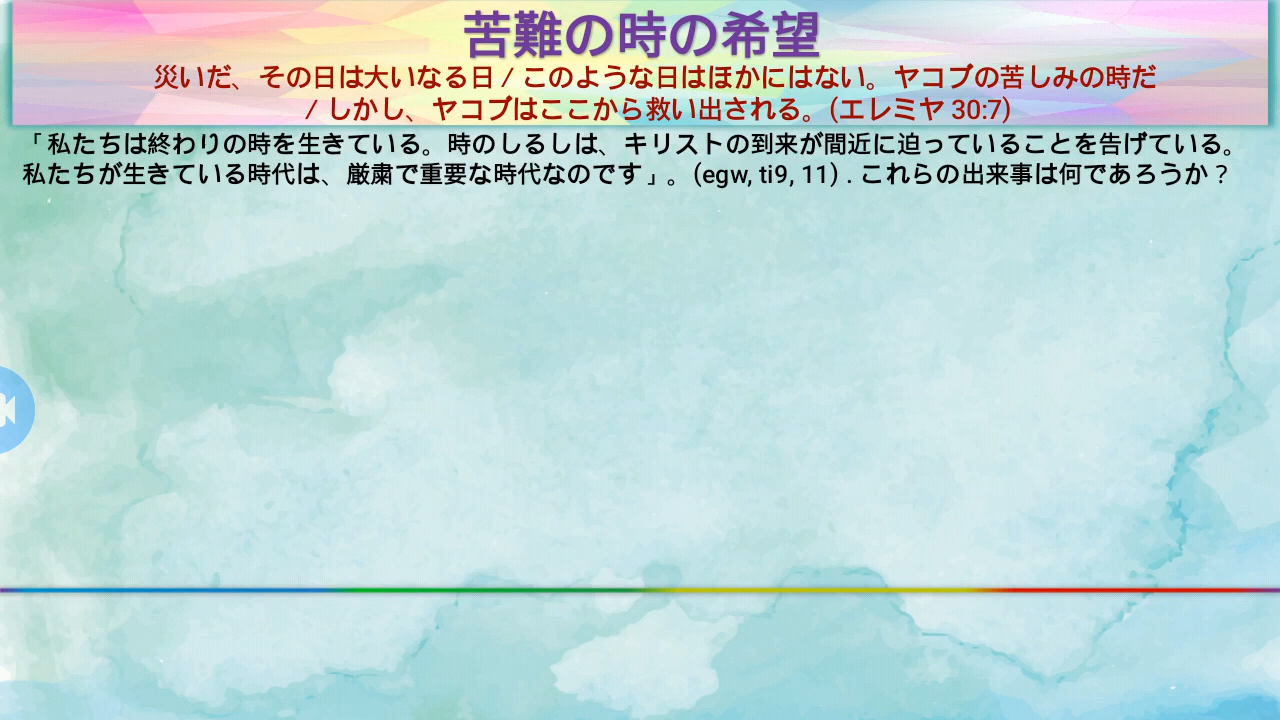 苦難の時の希望
災いだ、その日は大いなる日 / このような日はほかにはない。ヤコブの苦しみの時だ
/ しかし、ヤコブはここから救い出される。(エレミヤ 30:7)
「私たちは終わりの時を生きている。時のしるしは、キリストの到来が間近に迫っていることを告げている。
私たちが生きている時代は、厳粛で重要な時代なのです」。(egw, ti9, 11) . これらの出来事は何であろうか？